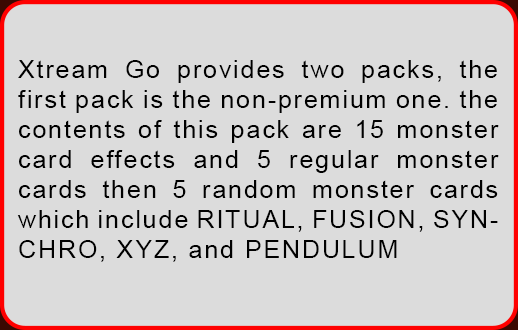 Xtream Go provides two packs, the
first pack is the non-premium one. the
contents of this pack are 15 monster
card effects and 5 regular monster
cards then 5 random monster cards
which include RITUAL, FUSION, SYN-
CHRO, XYZ, and PENDULUM